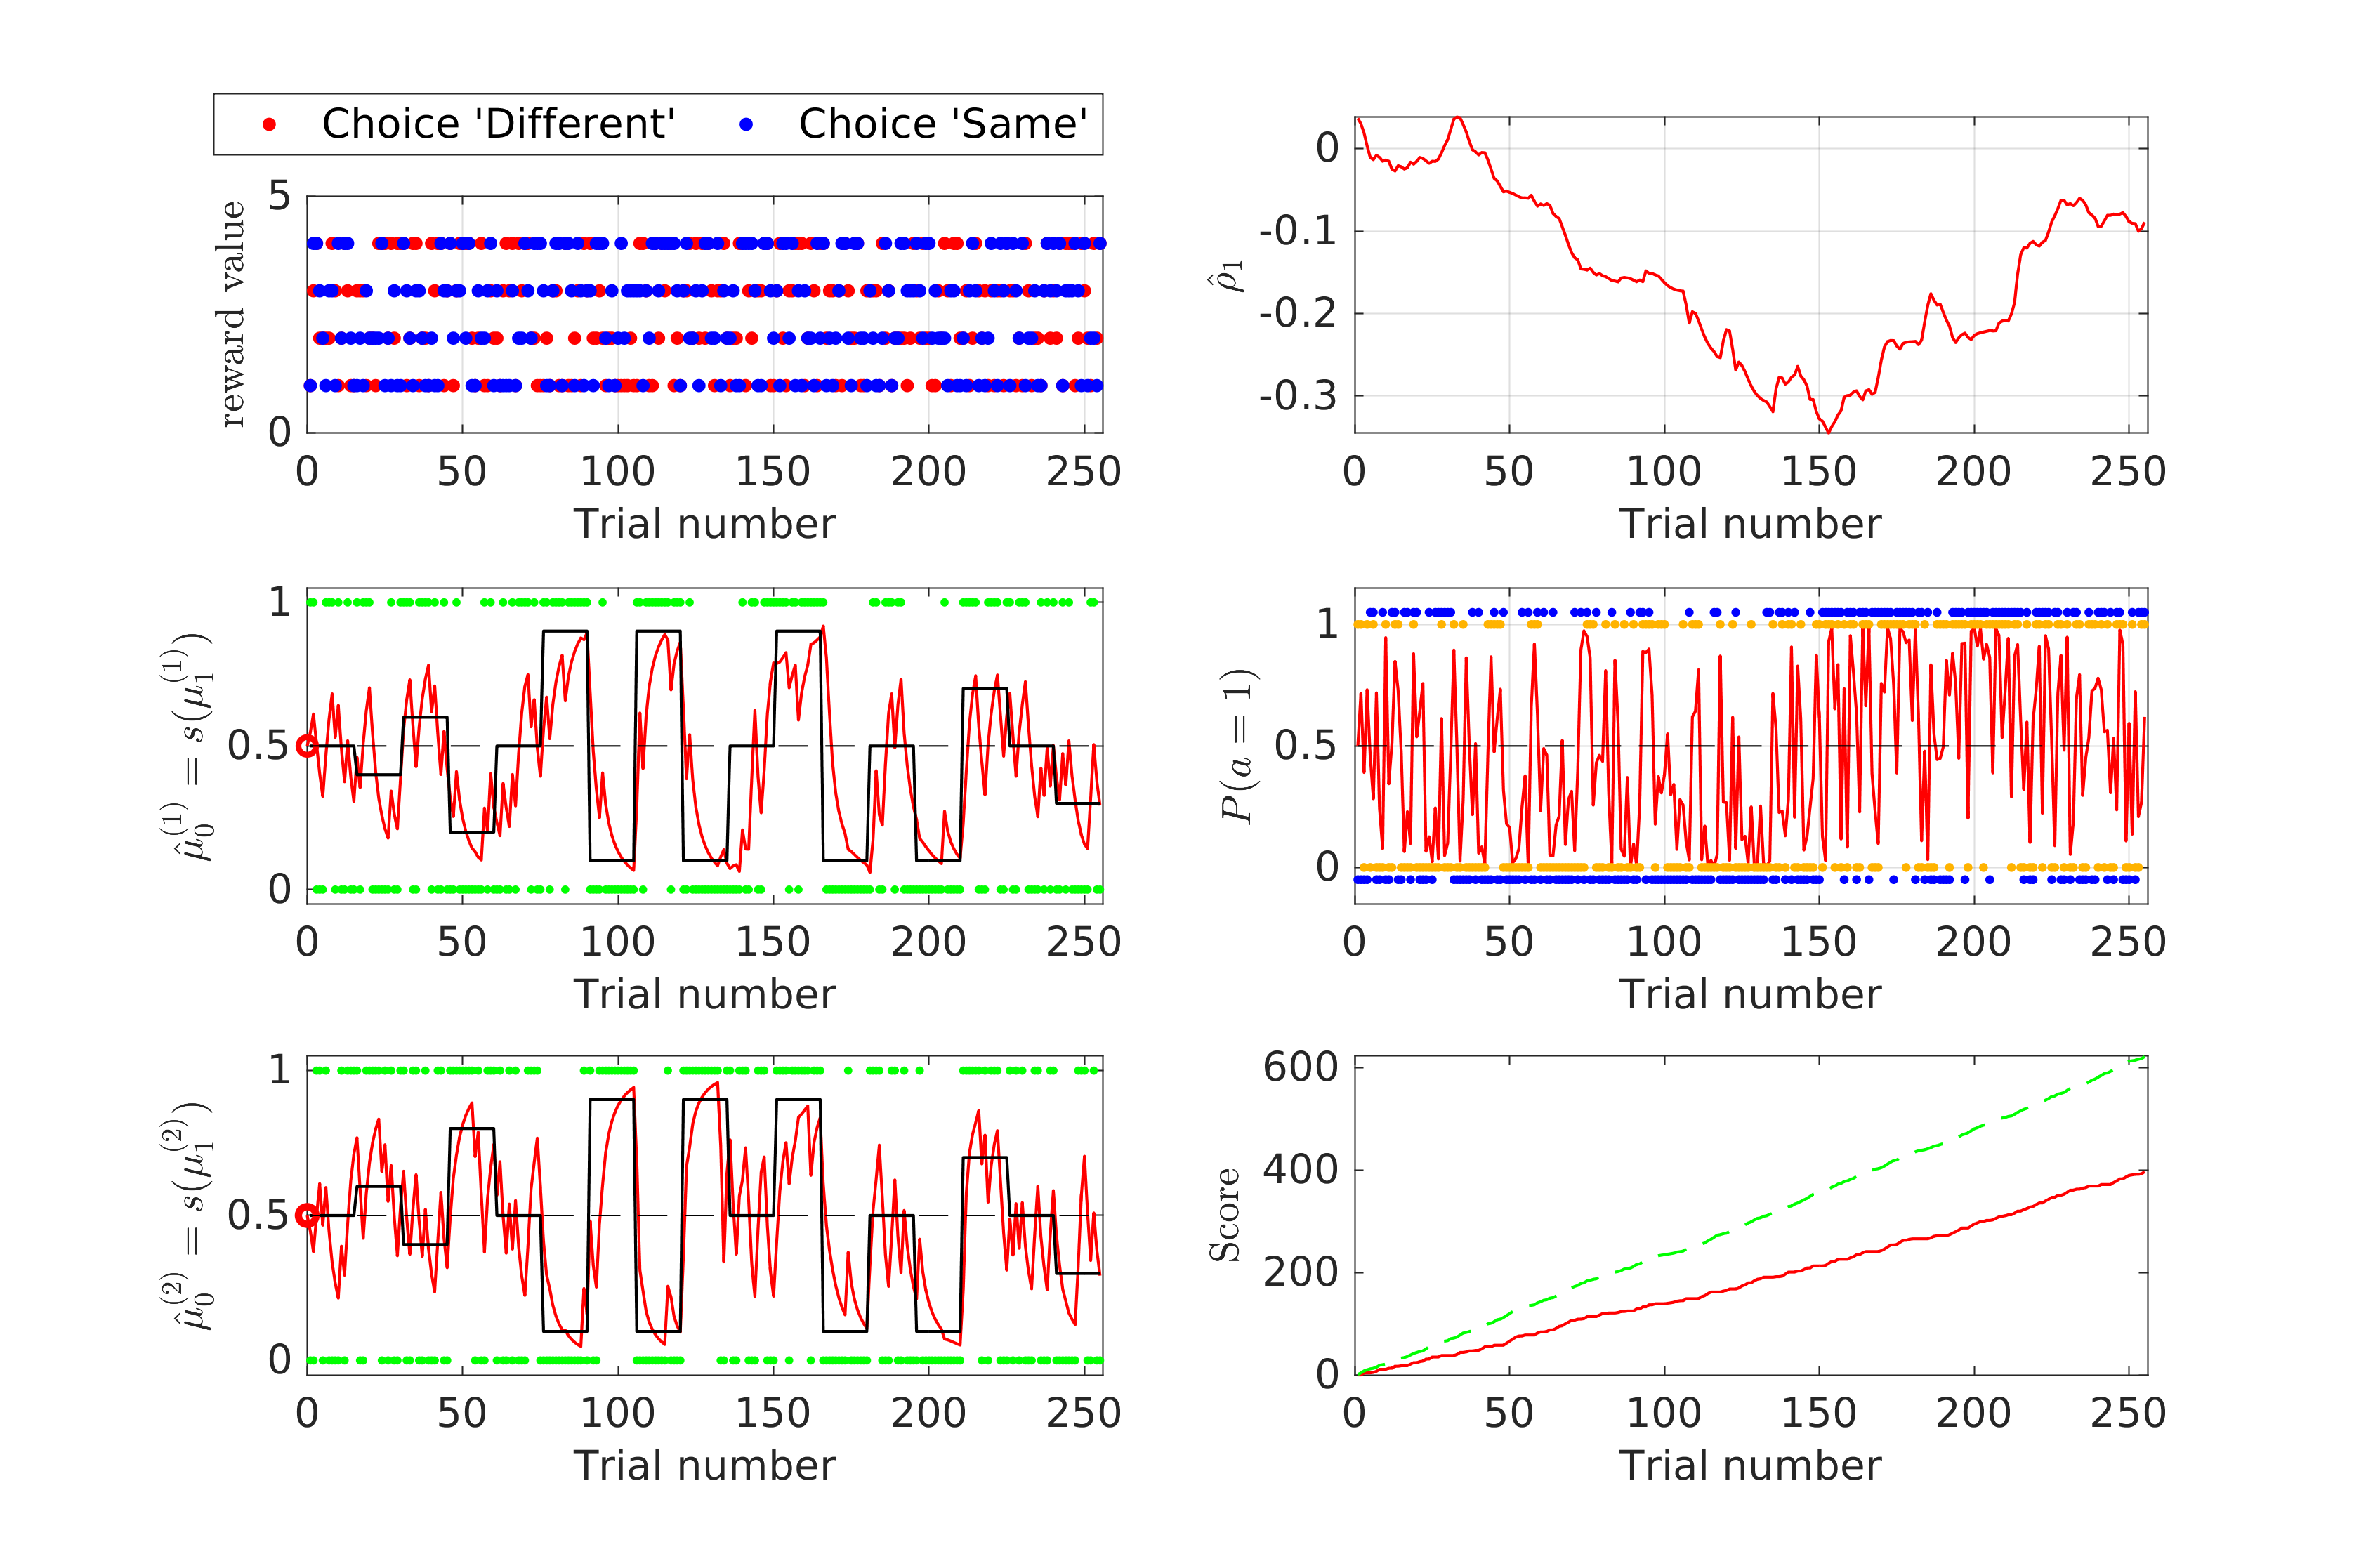 Choice 'Different' Choice 'Same'
5
0
reward value
0 50 100 150 200 250
Trial number
0
-0.1
-0.2
-0.3
ρ̂₁
0 50 100 150 200 250
Trial number
1
0.5
0
μ̂₀⁽¹⁾ = s(μ₁⁽¹⁾)
0 50 100 150 200 250
Trial number
1
0.5
0
P(a = 1)
0 50 100 150 200 250
Trial number
1
0.5
0
μ̂₀⁽²⁾ = s(μ₁⁽²⁾)
0 50 100 150 200 250
Trial number
600
400
200
0
Score
0 50 100 150 200 250
Trial number